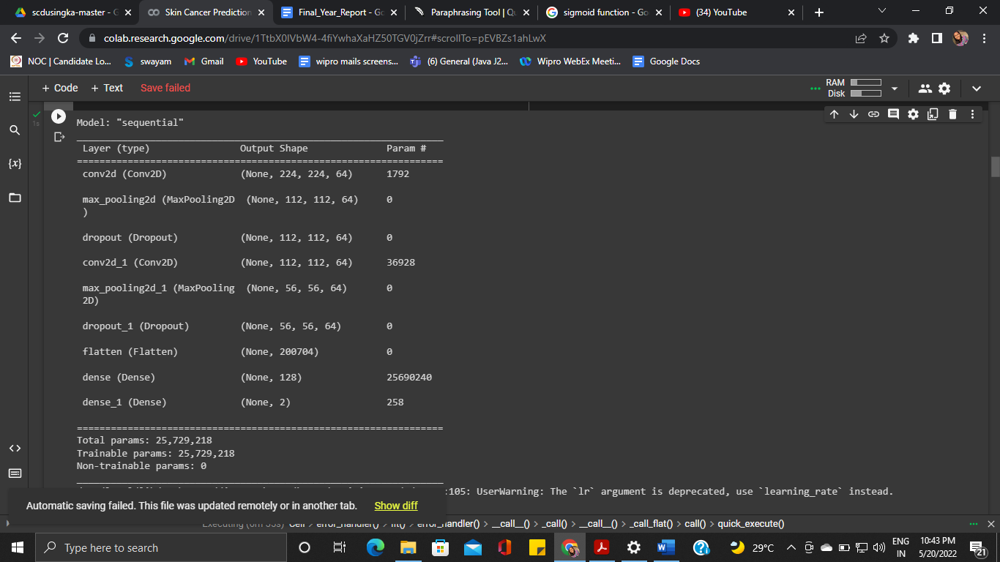 scdusingka-master - G
Skin Cancer Prediction
Final_Year_Report - Go
Paraphrasing Tool | Qu
sigmoid function - Goo
(34) YouTube
colab.research.google.com/drive/1TtbX0IVbW4-4fiYwhaXaHZ50TGV0jZrr#scrollTo=pEVBZs1ahLwX
NOC | Candidate Lo...
swayam
Gmail
YouTube
wipro mails screens...
(6) General (Java J2...
Wipro WebEx Meeti...
Google Docs
+ Code + Text Save failed
RAM
Disk
1s
Model: "sequential"
Layer (type) Output Shape Param #
=================================================================
conv2d (Conv2D) (None, 224, 224, 64) 1792
max_pooling2d (MaxPooling2D (None, 112, 112, 64) 0
)
dropout (Dropout) (None, 112, 112, 64) 0
conv2d_1 (Conv2D) (None, 112, 112, 64) 36928
max_pooling2d_1 (MaxPooling (None, 56, 56, 64) 0
2D)
dropout_1 (Dropout) (None, 56, 56, 64) 0
flatten (Flatten) (None, 200704) 0
dense (Dense) (None, 128) 25690240
dense_1 (Dense) (None, 2) 258
=================================================================
Total params: 25,729,218
Trainable params: 25,729,218
Non-trainable params: 0
:105: UserWarning: The `lr` argument is deprecated, use `learning_rate` instead.
Automatic saving failed. This file was updated remotely or in another tab. Show diff
Executing (0m 53s) Cell > error_handler() > fit() > error_handler() > __call__() > _call() > __call__() > _call_flat() > call() > quick_execute()
Type here to search
29°C
ENG
IN
10:43 PM
5/20/2022
21